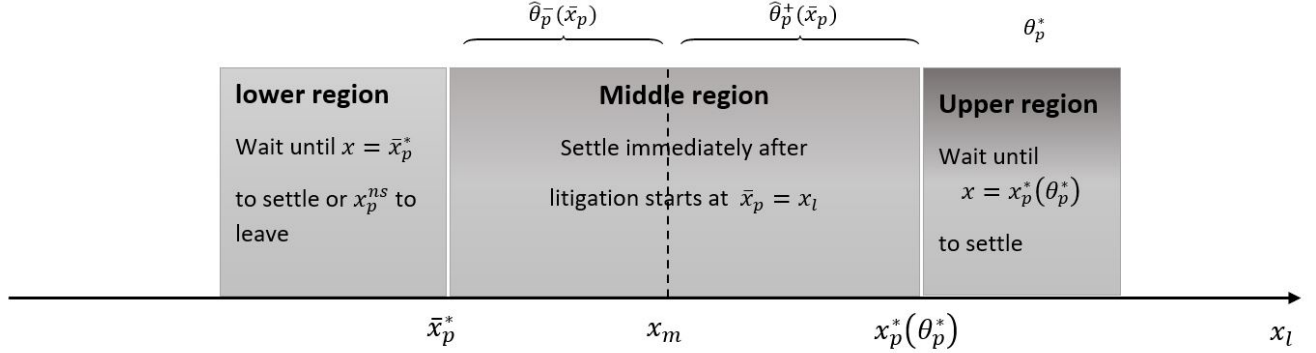 θ̂ₚ⁻(x̄ₚ) θ̂ₚ⁺(x̄ₚ) θₚ*
lower region
Wait until x = x̄ₚ*
to settle or xₚⁿˢ to
leave
Middle region
Settle immediately after
litigation starts at x̄ₚ = xₗ
Upper region
Wait until
x = xₚ*(θₚ*)
to settle
x̄ₚ* xₘ xₚ*(θₚ*) xₗ